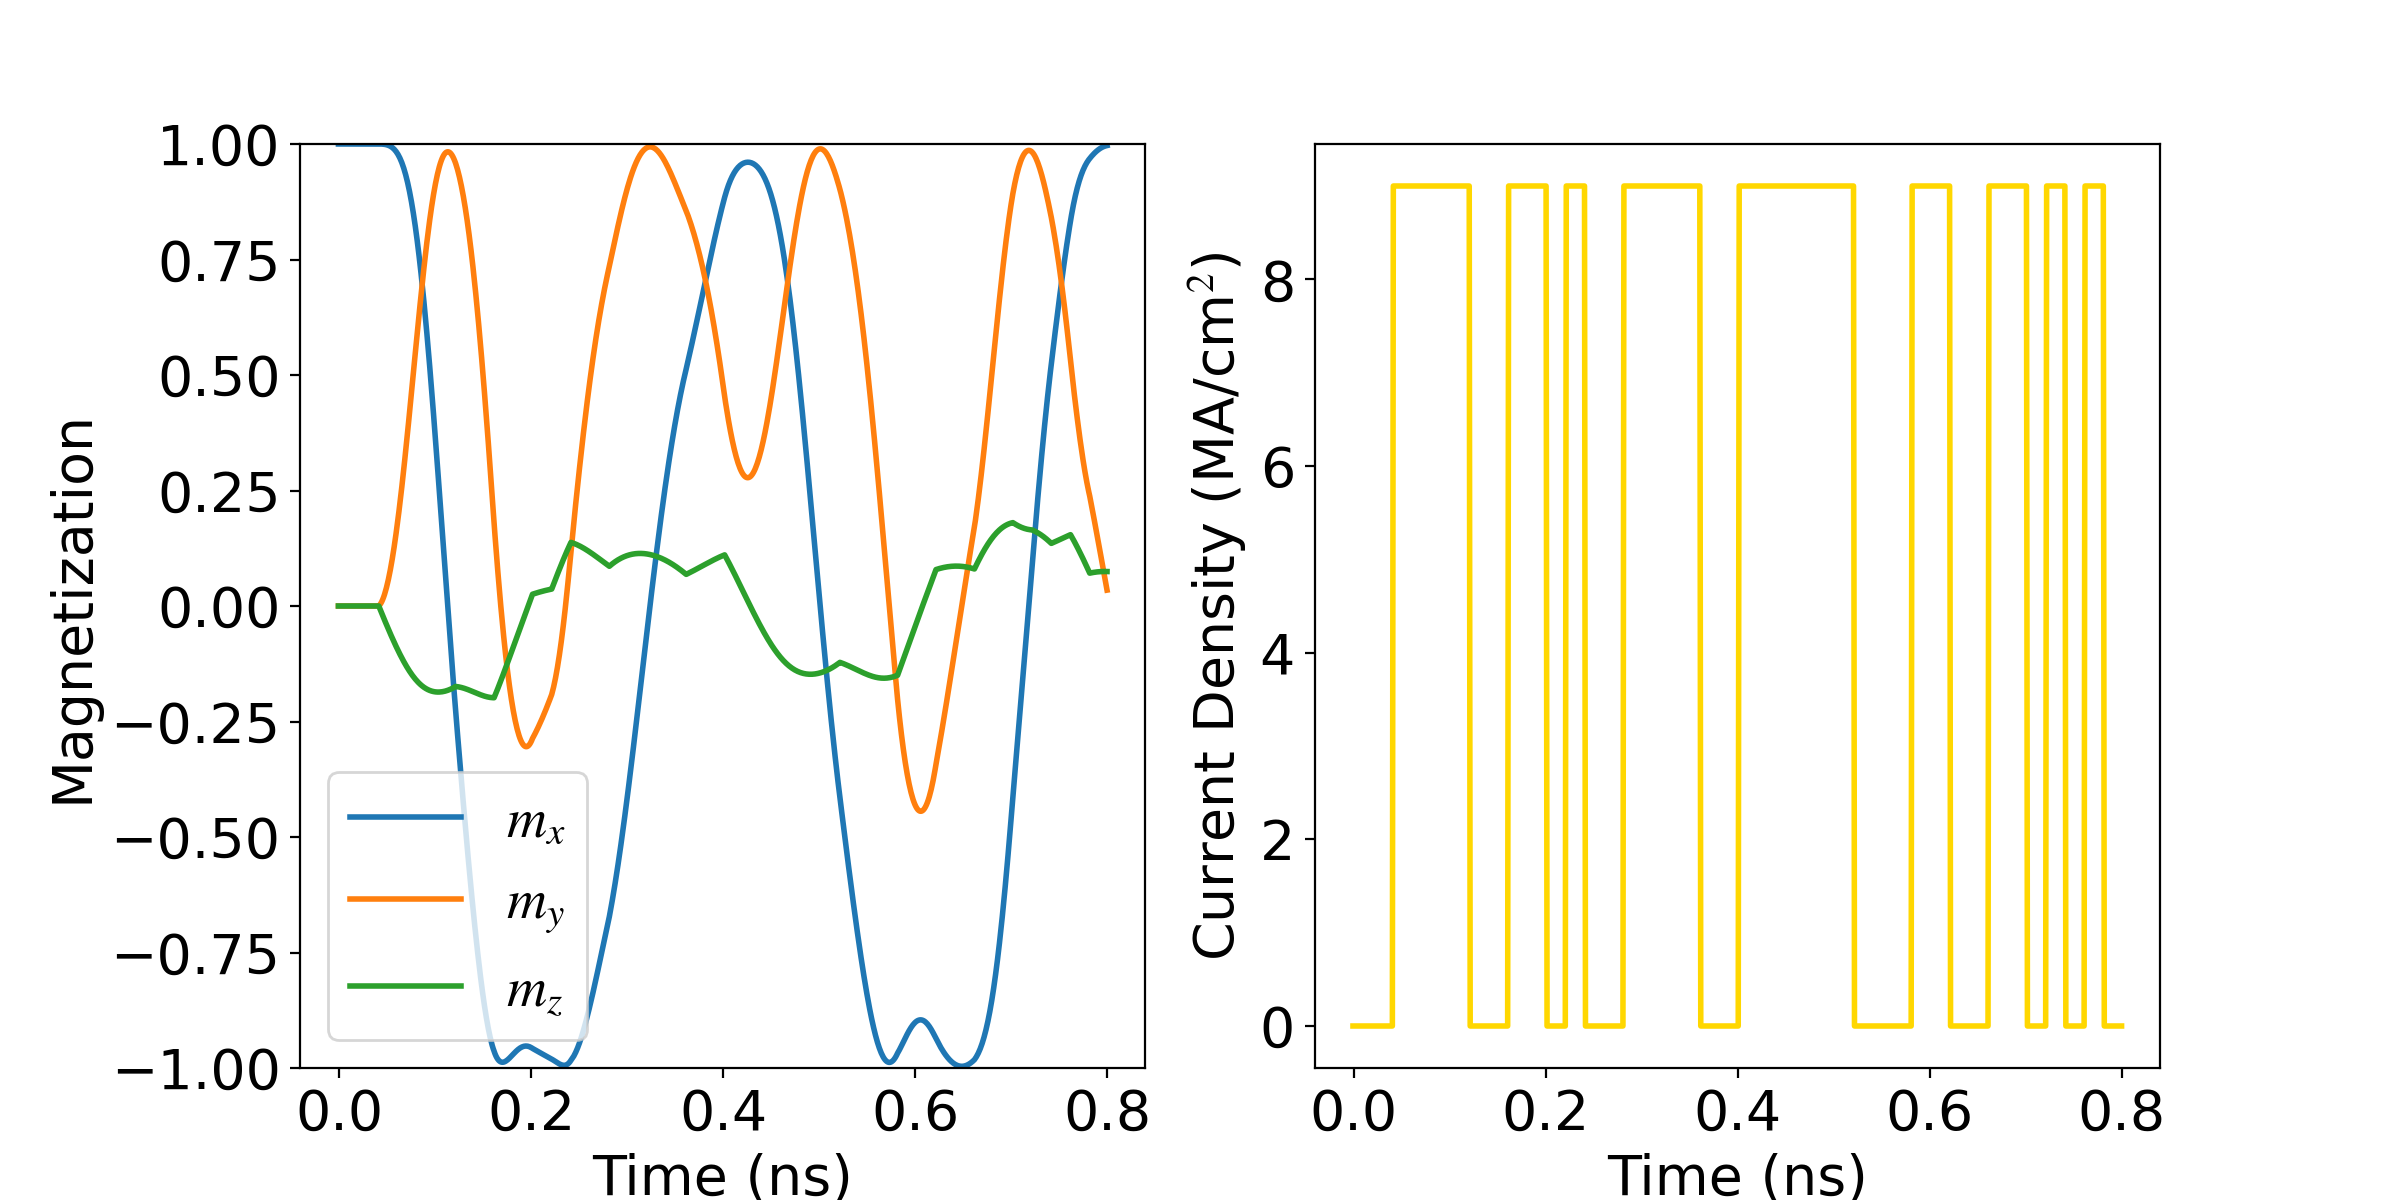 1.00
0.75
0.50
0.25
0.00
−0.25
−0.50
−0.75
−1.00
Magnetization
m_x
m_y
m_z
0.0 0.2 0.4 0.6 0.8
Time (ns)
8
6
4
2
0
Current Density (MA/cm²)
0.0 0.2 0.4 0.6 0.8
Time (ns)